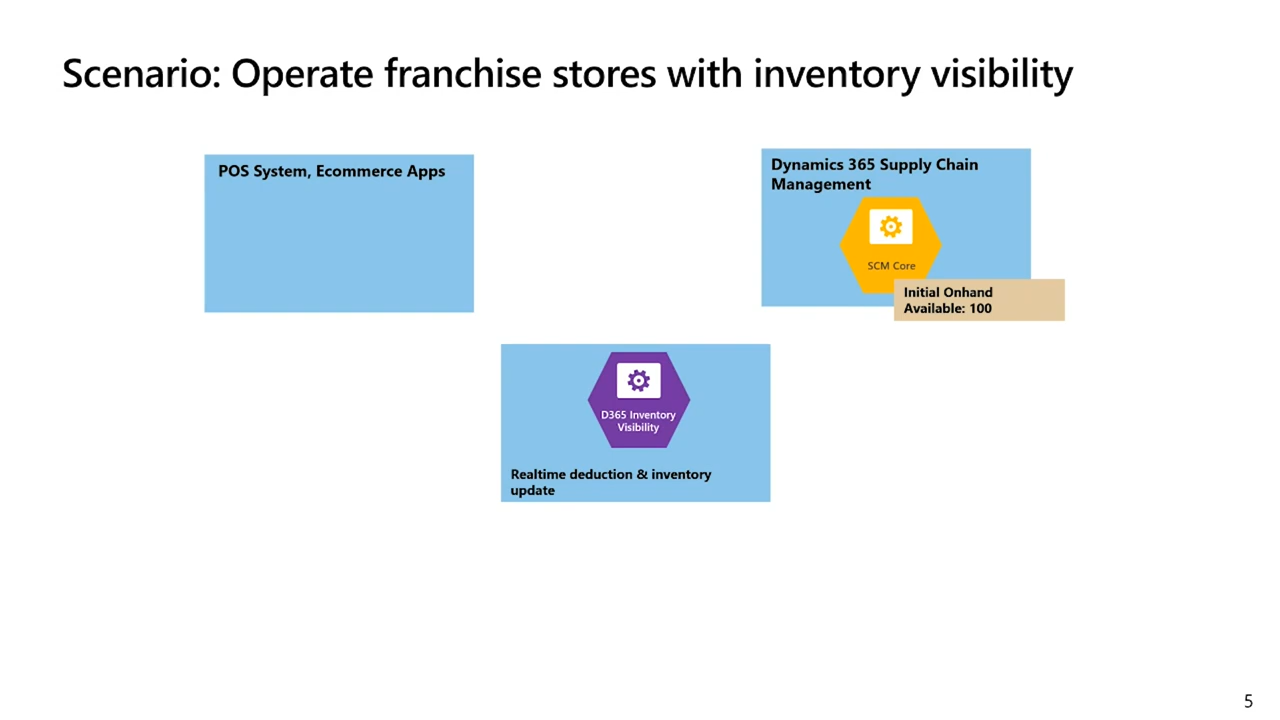 Scenario: Operate franchise stores with inventory visibility
POS System, Ecommerce Apps
Dynamics 365 Supply Chain
Management
SCM Core
Initial Onhand
Available: 100
D365 Inventory
Visibility
Realtime deduction & inventory
update
5